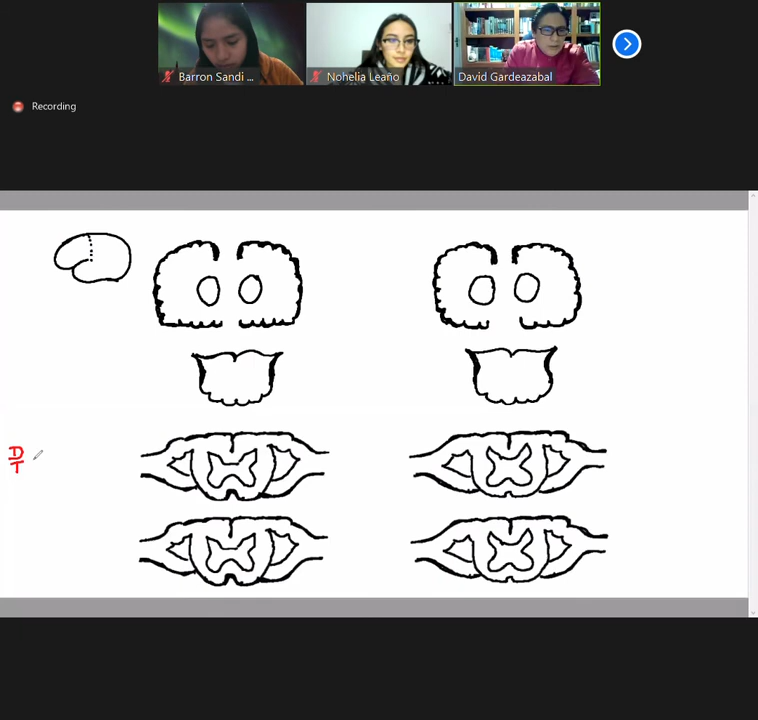 Barron Sandi ...
Nohelia Leaño
David Gardeazabal
Recording
D
T